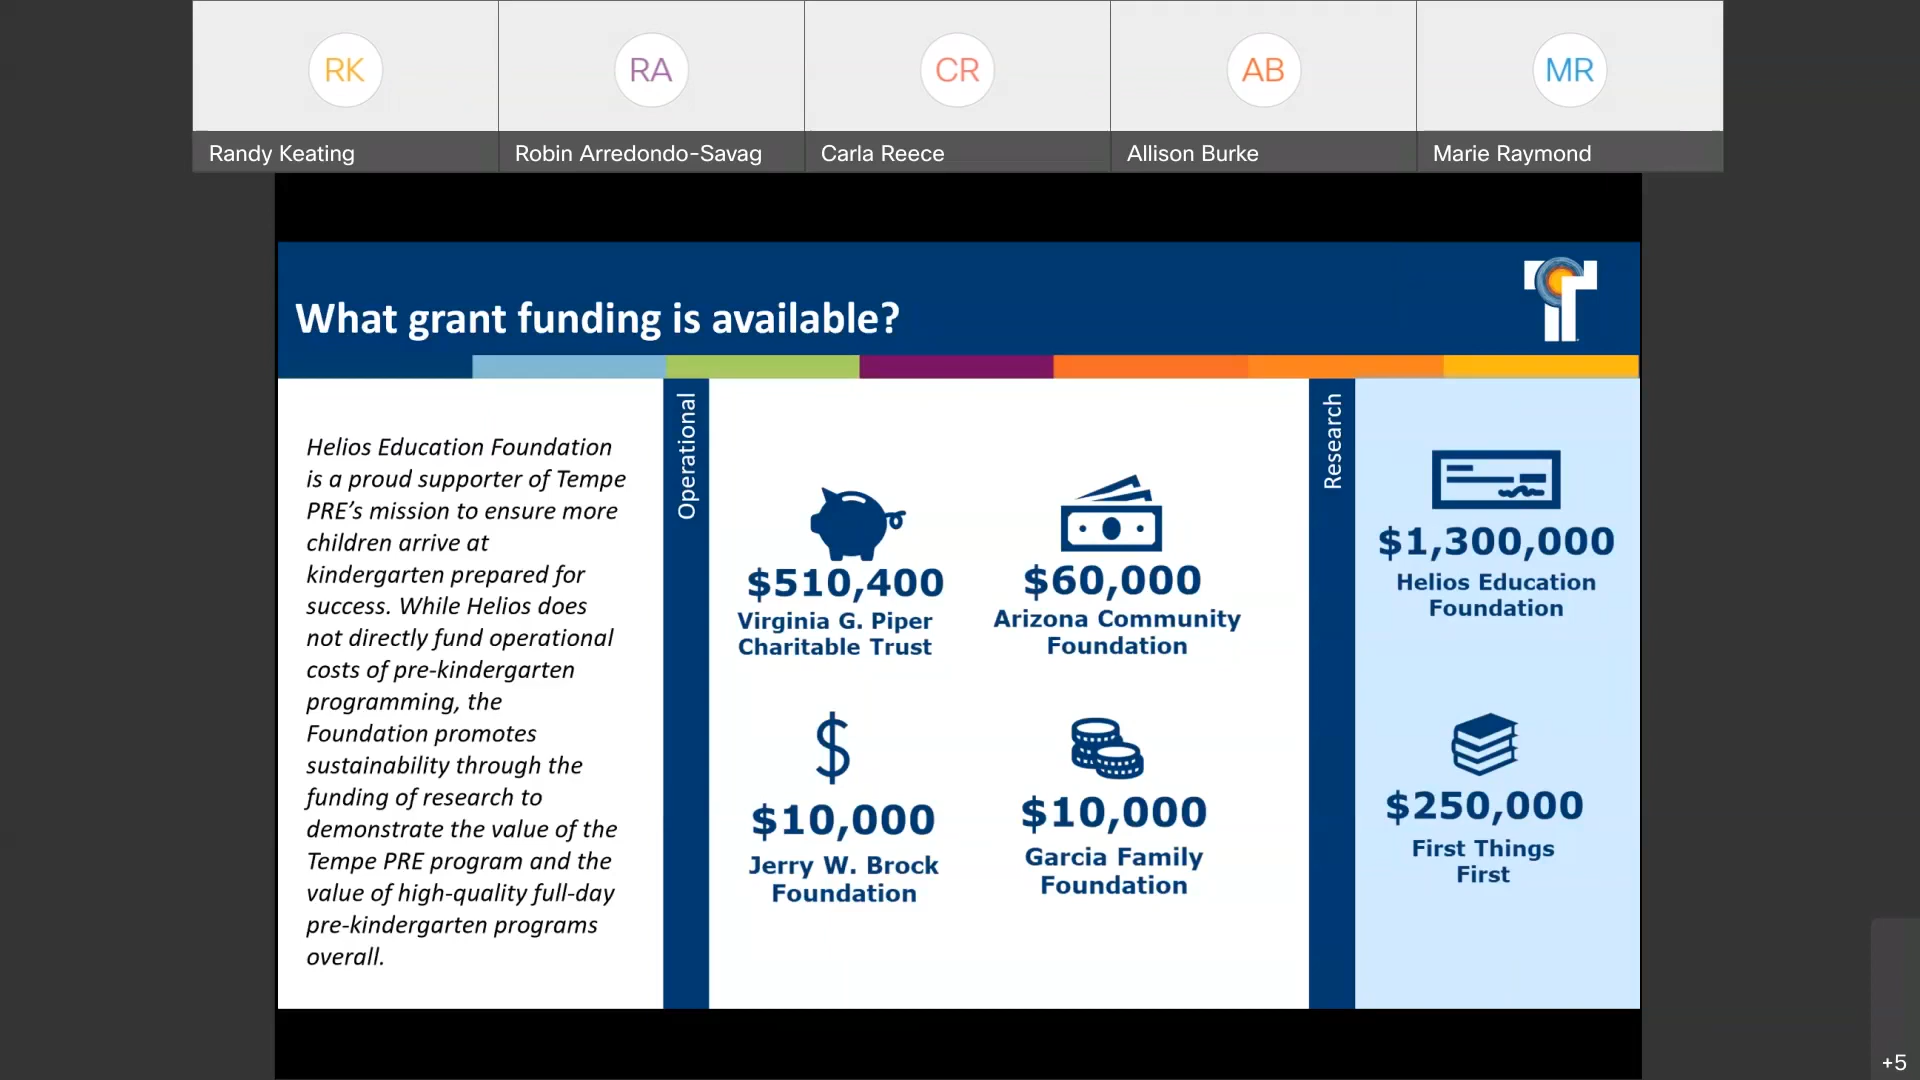 RK
RA
CR
AB
MR
Randy Keating
Robin Arredondo-Savag
Carla Reece
Allison Burke
Marie Raymond
What grant funding is available?
Helios Education Foundation
is a proud supporter of Tempe
PRE’s mission to ensure more
children arrive at
kindergarten prepared for
success. While Helios does
not directly fund operational
costs of pre-kindergarten
programming, the
Foundation promotes
sustainability through the
funding of research to
demonstrate the value of the
Tempe PRE program and the
value of high-quality full-day
pre-kindergarten programs
overall.
Operational
$510,400
Virginia G. Piper
Charitable Trust
$60,000
Arizona Community
Foundation
$10,000
Jerry W. Brock
Foundation
$10,000
Garcia Family
Foundation
Research
$1,300,000
Helios Education
Foundation
$250,000
First Things
First
+5